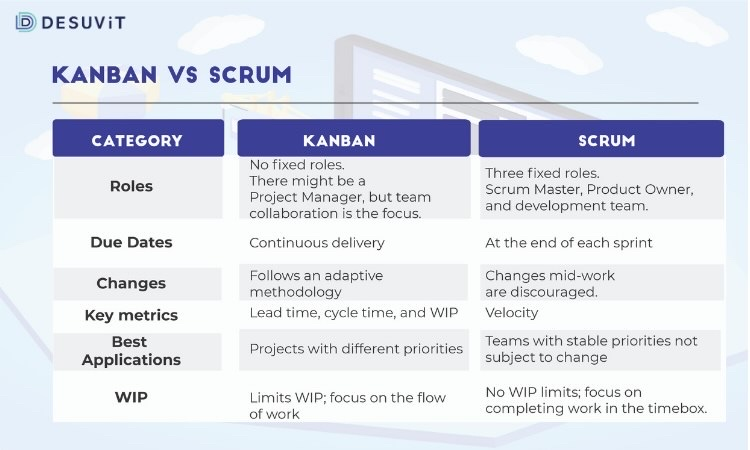 DESUViT
KANBAN VS SCRUM
CATEGORY
KANBAN
SCRUM
Roles
No fixed roles.
There might be a
Project Manager, but team
collaboration is the focus.
Three fixed roles.
Scrum Master, Product Owner,
and development team.
Due Dates
Continuous delivery
At the end of each sprint
Changes
Follows an adaptive
methodology
Changes mid-work
are discouraged.
Key metrics
Lead time, cycle time, and WIP
Velocity
Best
Applications
Projects with different priorities
Teams with stable priorities not
subject to change
WIP
Limits WIP; focus on the flow
of work
No WIP limits; focus on
completing work in the timebox.